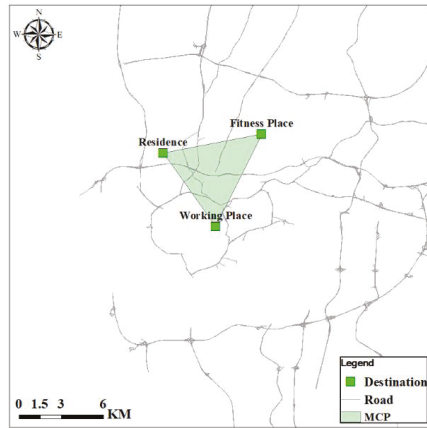 N
W E
S
Fitness Place
Residence
Working Place
Legend
Destination
Road
MCP
0 1.5 3 6
KM